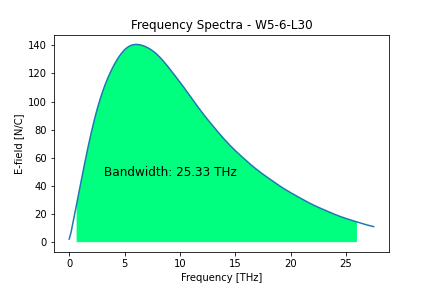 Frequency Spectra - W5-6-L30
E-field [N/C]
140
120
100
80
60
40
20
0
Bandwidth: 25.33 THz
0 5 10 15 20 25
Frequency [THz]